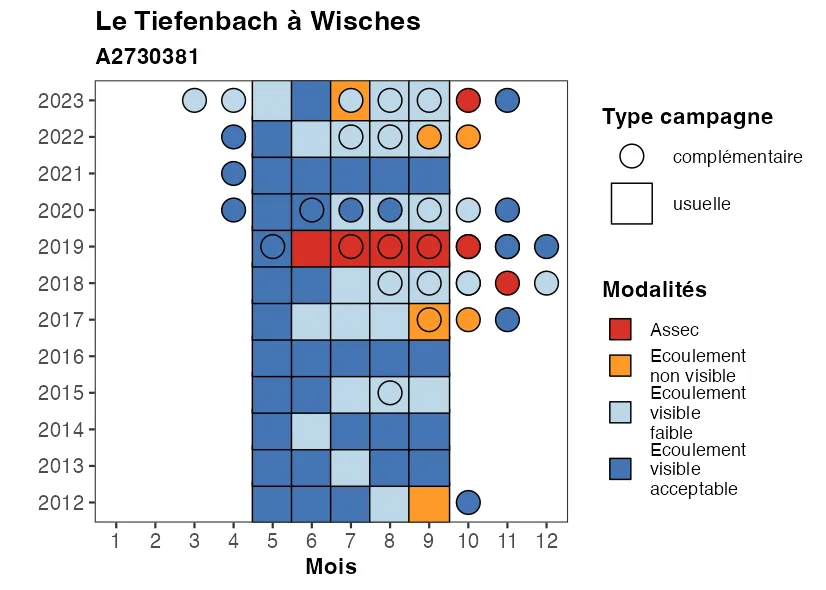 Le Tiefenbach à Wisches
A2730381
2023
2022
2021
2020
2019
2018
2017
2016
2015
2014
2013
2012
1 2 3 4 5 6 7 8 9 10 11 12
Mois
Type campagne
complémentaire
usuelle
Modalités
Assec
Ecoulement
non visible
Ecoulement
visible
faible
Ecoulement
visible
acceptable